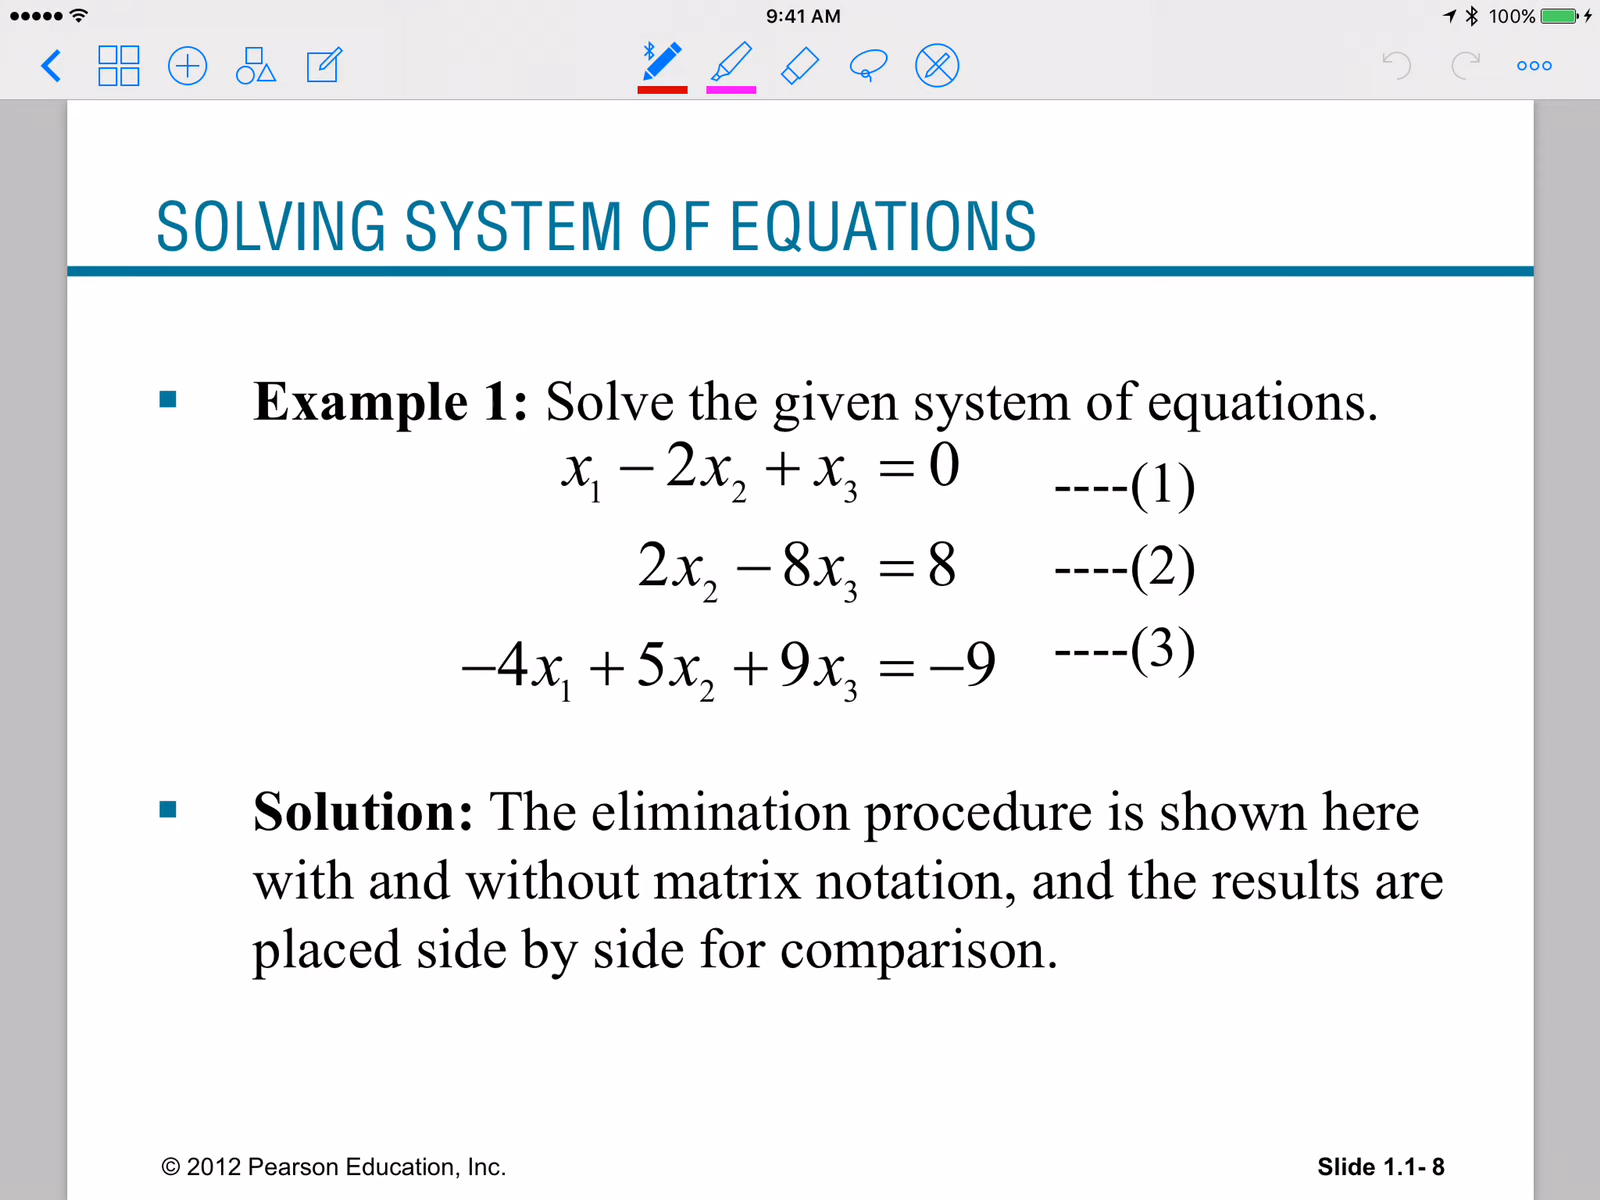 9:41 AM
100%
SOLVING SYSTEM OF EQUATIONS
▪ Example 1: Solve the given system of equations.
x₁ − 2x₂ + x₃ = 0 ----(1)
2x₂ − 8x₃ = 8 ----(2)
−4x₁ + 5x₂ + 9x₃ = −9 ----(3)
▪ Solution: The elimination procedure is shown here
with and without matrix notation, and the results are
placed side by side for comparison.
© 2012 Pearson Education, Inc.
Slide 1.1- 8